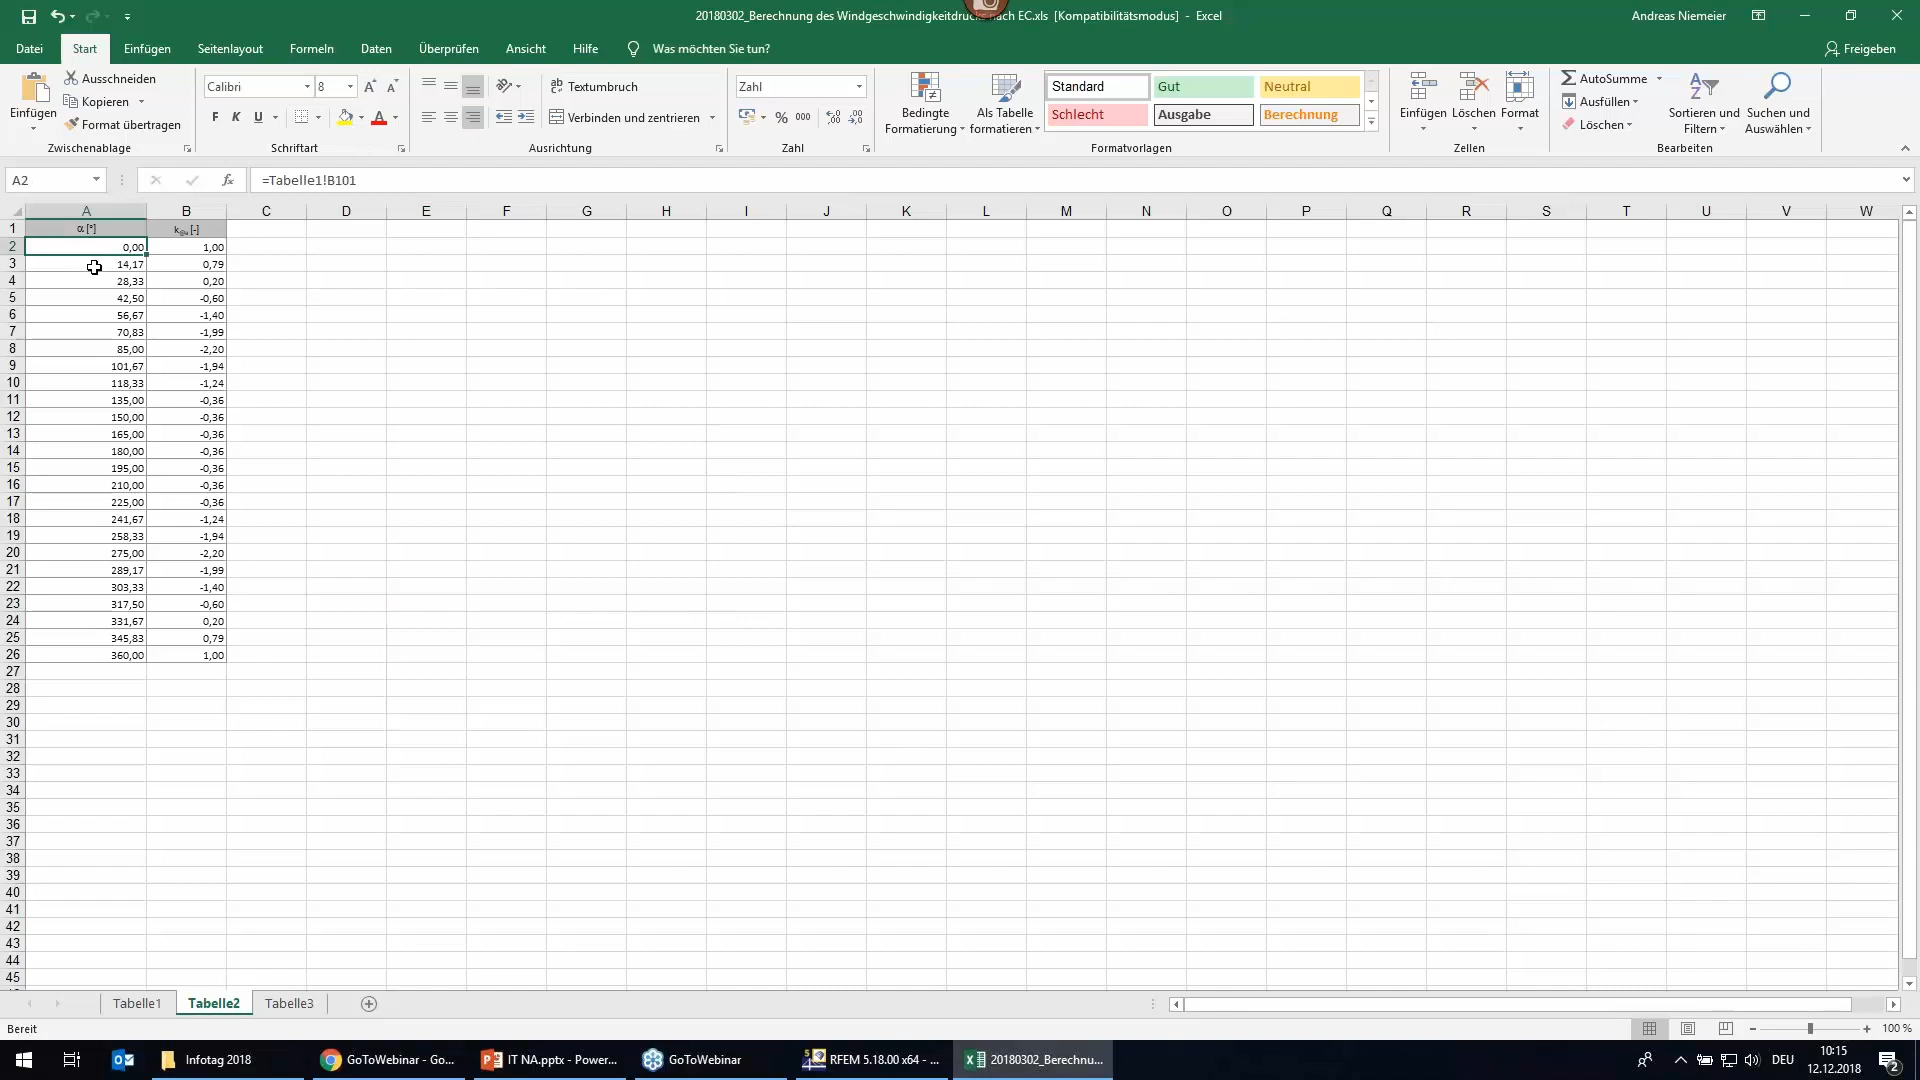 20180302_Berechnung des Windgeschwindigkeitdrucks nach EC.xls [Kompatibilitätsmodus] - Excel
Andreas Niemeier
Datei Start Einfügen Seitenlayout Formeln Daten Überprüfen Ansicht Hilfe Was möchten Sie tun? Freigeben
Einfügen
Ausschneiden
Kopieren
Format übertragen
Zwischenablage
Calibri 8
F K U
Schriftart
Textumbruch
Verbinden und zentrieren
Ausrichtung
Zahl
% 000
Zahl
Bedingte Formatierung
Als Tabelle formatieren
Standard Gut Neutral
Schlecht Ausgabe Berechnung
Formatvorlagen
Einfügen Löschen Format
Zellen
AutoSumme
Ausfüllen
Löschen
Sortieren und Filtern
Suchen und Auswählen
Bearbeiten
A2 fx =Tabelle1!B101
A B C D E F G H I J K L M N O P Q R S T U V W
1 α [°] [-]
2 0,00 1,00
3 14,17 0,79
4 28,33 0,20
5 42,50 -0,60
6 56,67 -1,40
7 70,83 -1,99
8 85,00 -2,20
9 101,67 -1,94
10 118,33 -1,24
11 135,00 -0,36
12 150,00 -0,36
13 165,00 -0,36
14 180,00 -0,36
15 195,00 -0,36
16 210,00 -0,36
17 225,00 -0,36
18 241,67 -1,24
19 258,33 -1,94
20 275,00 -2,20
21 289,17 -1,99
22 303,33 -1,40
23 317,50 -0,60
24 331,67 0,20
25 345,83 0,79
26 360,00 1,00
27
28
29
30
31
32
33
34
35
36
37
38
39
40
41
42
43
44
45
Tabelle1 Tabelle2 Tabelle3
Bereit
100 %
Infotag 2018
GoToWebinar - Go...
IT NA.pptx - Power...
GoToWebinar
RFEM 5.18.00 x64 - ...
20180302_Berechnu...
DEU
10:15
12.12.2018
2